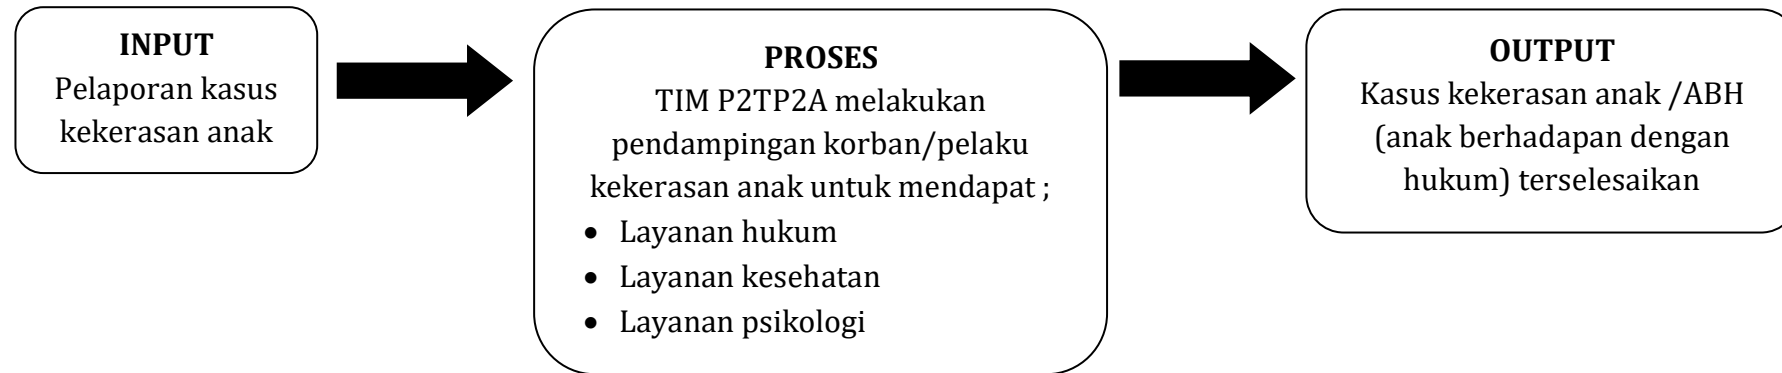 INPUT
Pelaporan kasus
kekerasan anak
PROSES
TIM P2TP2A melakukan
pendampingan korban/pelaku
kekerasan anak untuk mendapat ;
• Layanan hukum
• Layanan kesehatan
• Layanan psikologi
OUTPUT
Kasus kekerasan anak /ABH
(anak berhadapan dengan
hukum) terselesaikan